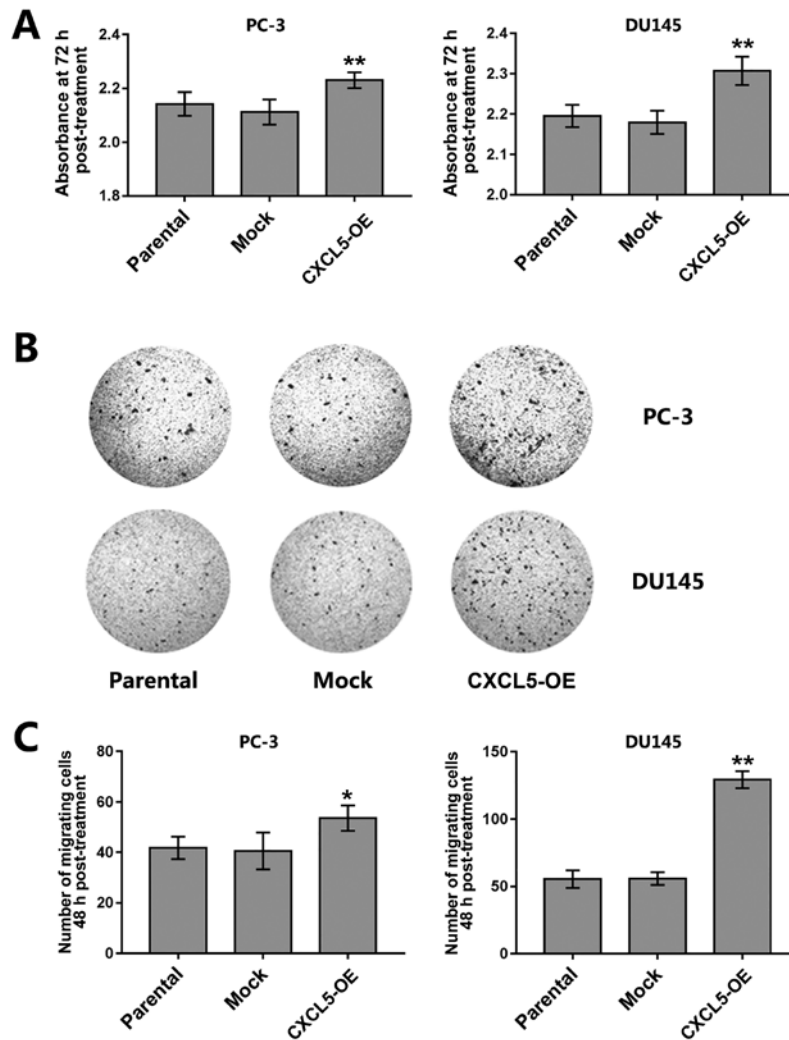 A
PC-3
Absorbance at 72 h
post-treatment
2.4
2.2
2.0
1.8
**
Parental
Mock
CXCL5-OE
DU145
Absorbance at 72 h
post-treatment
2.4
2.3
2.2
2.1
2.0
**
Parental
Mock
CXCL5-OE
B
PC-3
DU145
Parental Mock CXCL5-OE
C
PC-3
Number of migrating cells
48 h post-treatment
80
60
40
20
0
*
Parental
Mock
CXCL5-OE
DU145
Number of migrating cells
48 h post-treatment
150
100
50
0
**
Parental
Mock
CXCL5-OE